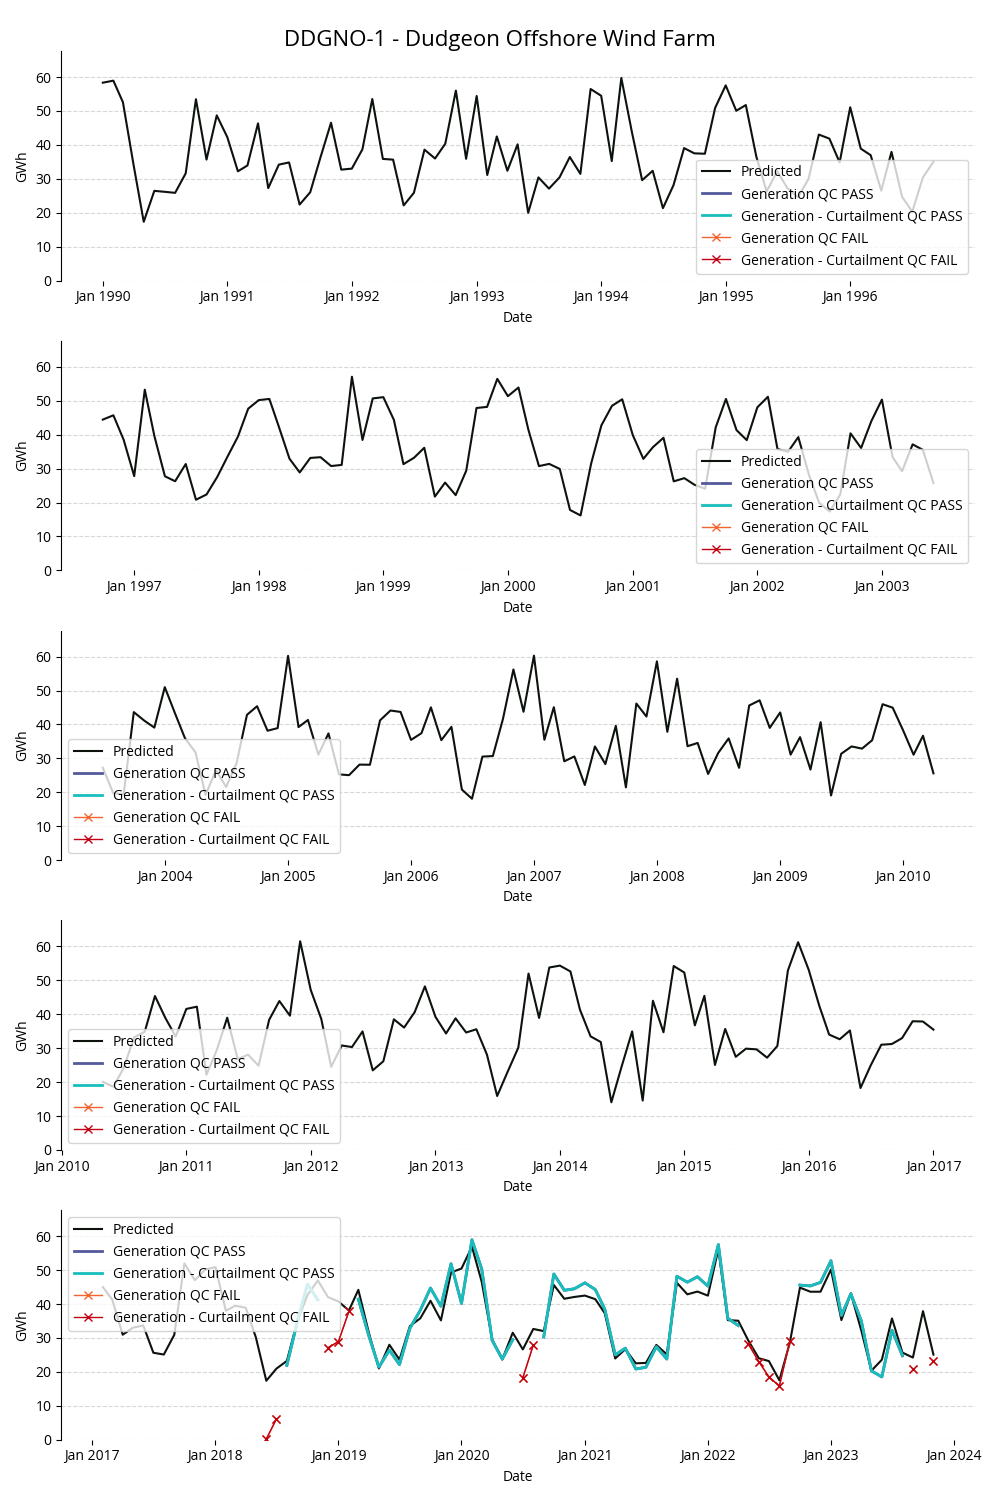 DDGNO-1 - Dudgeon Offshore Wind Farm
60
50
40
30
20
10
0
GWh
Predicted
Generation QC PASS
Generation - Curtailment QC PASS
Generation QC FAIL
Generation - Curtailment QC FAIL
Jan 1990 Jan 1991 Jan 1992 Jan 1993 Jan 1994 Jan 1995 Jan 1996
Date
60
50
40
30
20
10
0
GWh
Predicted
Generation QC PASS
Generation - Curtailment QC PASS
Generation QC FAIL
Generation - Curtailment QC FAIL
Jan 1997 Jan 1998 Jan 1999 Jan 2000 Jan 2001 Jan 2002 Jan 2003
Date
60
50
40
30
20
10
0
GWh
Predicted
Generation QC PASS
Generation - Curtailment QC PASS
Generation QC FAIL
Generation - Curtailment QC FAIL
Jan 2004 Jan 2005 Jan 2006 Jan 2007 Jan 2008 Jan 2009 Jan 2010
Date
60
50
40
30
20
10
0
GWh
Predicted
Generation QC PASS
Generation - Curtailment QC PASS
Generation QC FAIL
Generation - Curtailment QC FAIL
Jan 2010 Jan 2011 Jan 2012 Jan 2013 Jan 2014 Jan 2015 Jan 2016 Jan 2017
Date
60
50
40
30
20
10
0
GWh
Predicted
Generation QC PASS
Generation - Curtailment QC PASS
Generation QC FAIL
Generation - Curtailment QC FAIL
Jan 2017 Jan 2018 Jan 2019 Jan 2020 Jan 2021 Jan 2022 Jan 2023 Jan 2024
Date